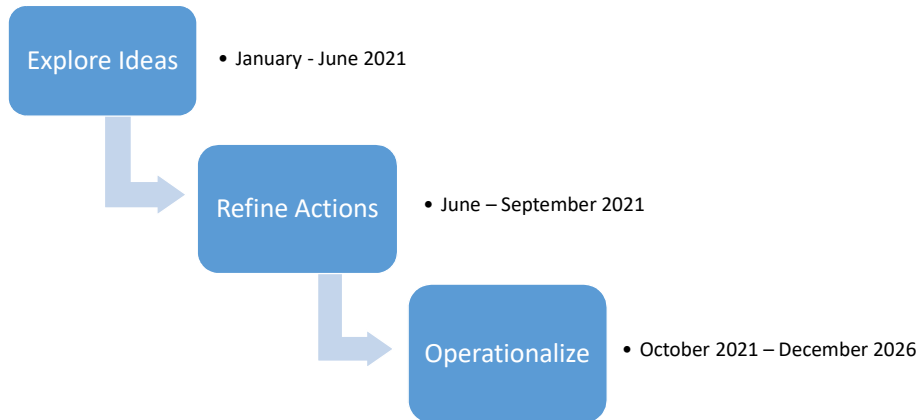 Explore Ideas
• January - June 2021
Refine Actions
• June – September 2021
Operationalize
• October 2021 – December 2026